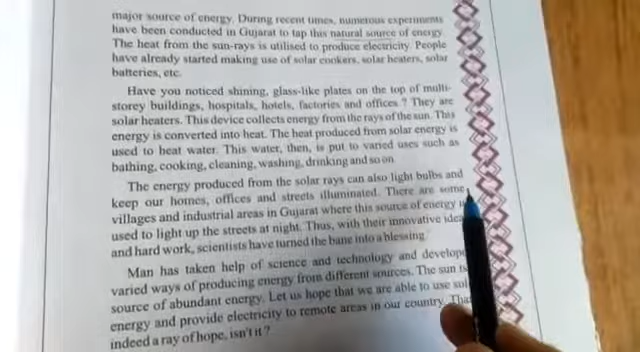 major source of energy. During recent times, numerous experiments
have been conducted in Gujarat to tap this natural source of energy.
The heat from the sun-rays is utilised to produce electricity. People
have already started making use of solar cookers, solar heaters, solar
batteries, etc.
Have you noticed shining, glass-like plates on the top of multi-
storey buildings, hospitals, hotels, factories and offices ? They are
solar heaters. This device collects energy from the rays of the sun. This
energy is converted into heat. The heat produced from solar energy is
used to heat water. This water, then, is put to varied uses such as
bathing, cooking, cleaning, washing, drinking and so on
The energy produced from the solar rays can also light bulbs and
keep our homes, offices and streets illuminated. There are some
villages and industrial areas in Gujarat where this source of energy
used to light up the streets at night. Thus, with their innovative idea
and hard work, scientists have turned the bane into a blessing
Man has taken help of science and technology and develope
varied ways of producing energy from different sources. The sun is
source of abundant energy. Let us hope that we are able to use sol
energy and provide electricity to remote areas in our country. Tha
indeed a ray of hope, isn't it ?